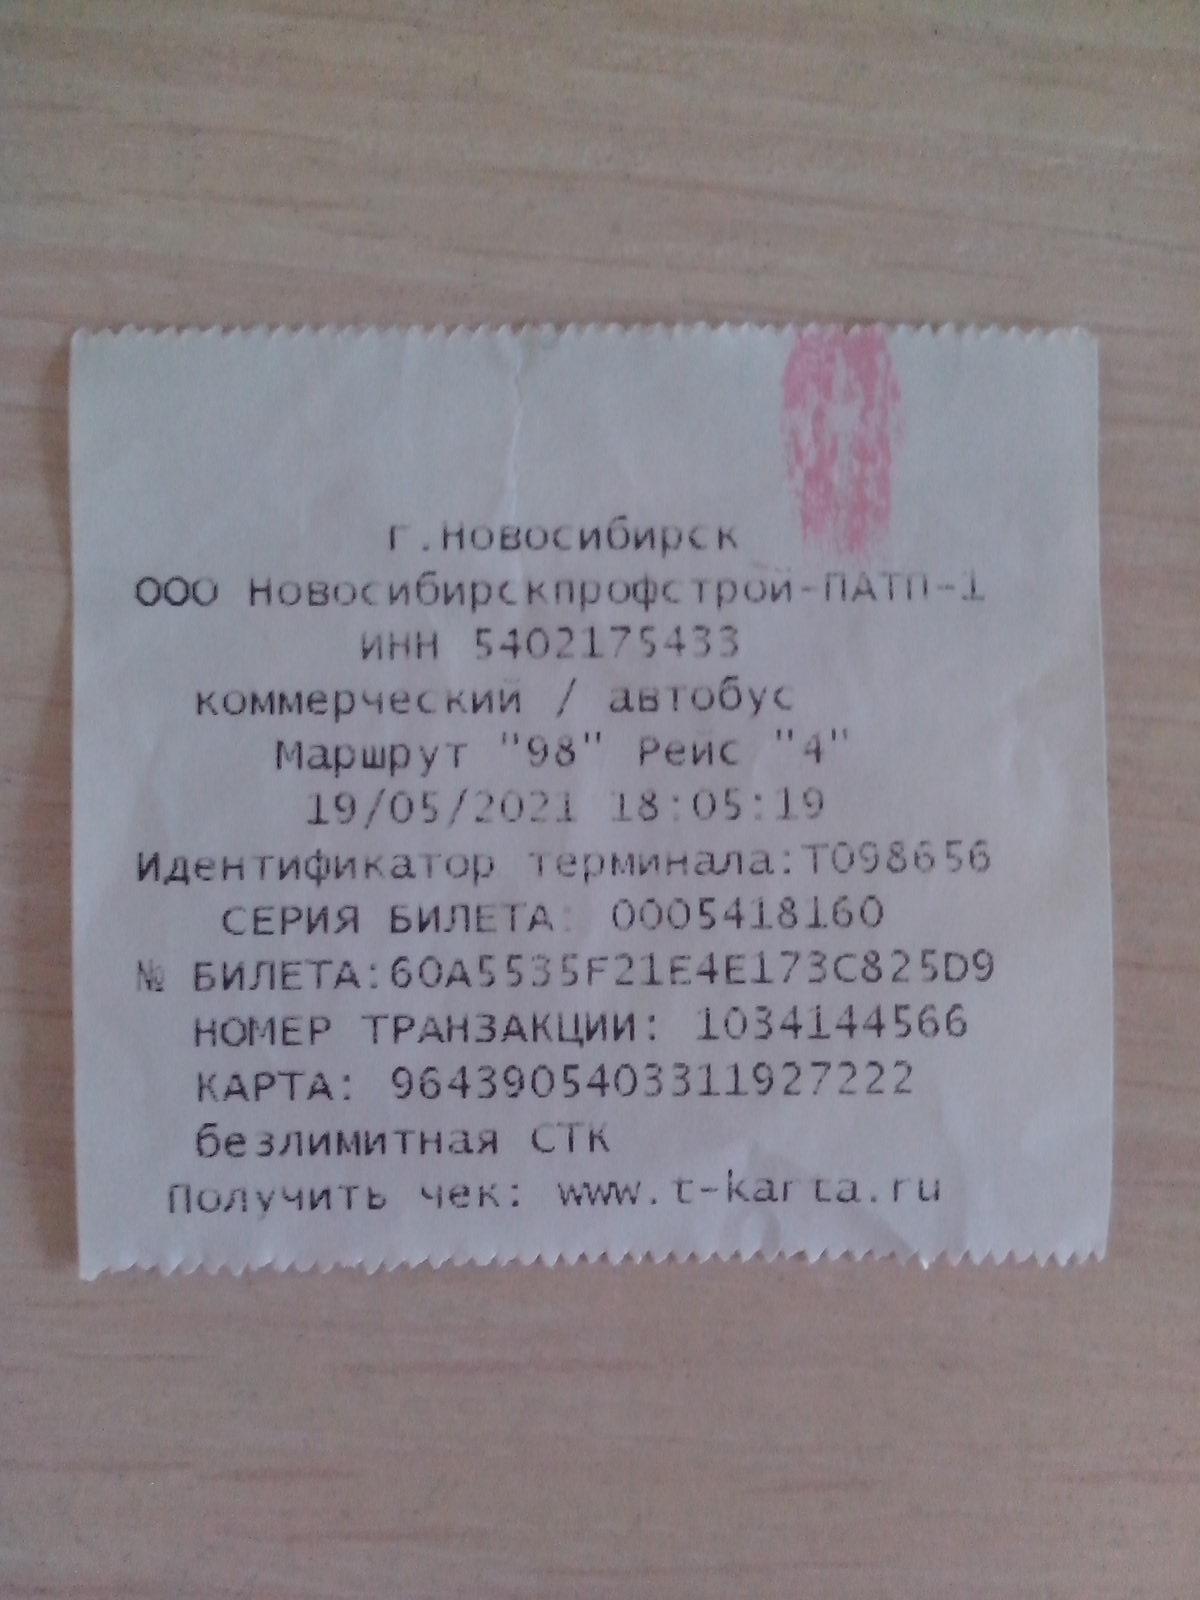 г.Новосибирск
ООО Новосибирскпрофстрой-ПАТП-1
ИНН 5402175433
коммерческий / автобус
Маршрут "98" Рейс "4"
19/05/2021 18:05:19
Идентификатор терминала:Т098656
СЕРИЯ БИЛЕТА: 0005418160
№ БИЛЕТА:60A5535F21E4E173C825D9
НОМЕР ТРАНЗАКЦИИ: 1034144566
КАРТА: 9643905403311927222
безлимитная СТК
Получить чек: www.t-karta.ru